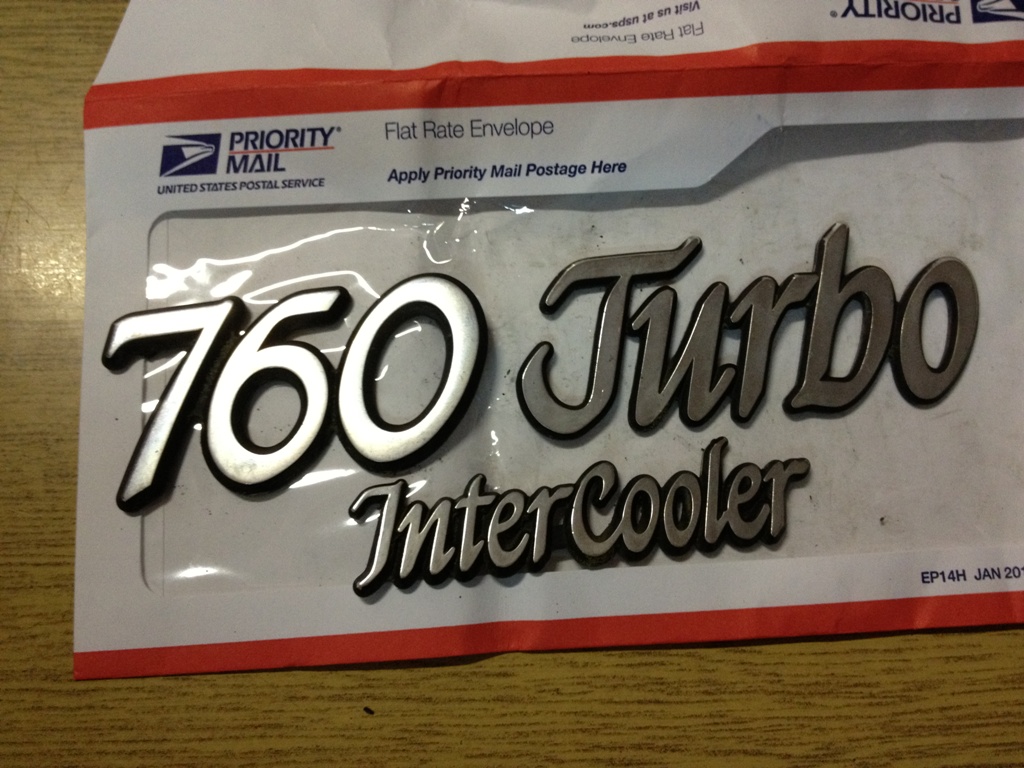 Visit us at usps.com
Flat Rate Envelope
PRIORITY®
PRIORITY®
MAIL
UNITED STATES POSTAL SERVICE
Flat Rate Envelope
Apply Priority Mail Postage Here
760 Turbo
InterCooler
EP14H JAN 201